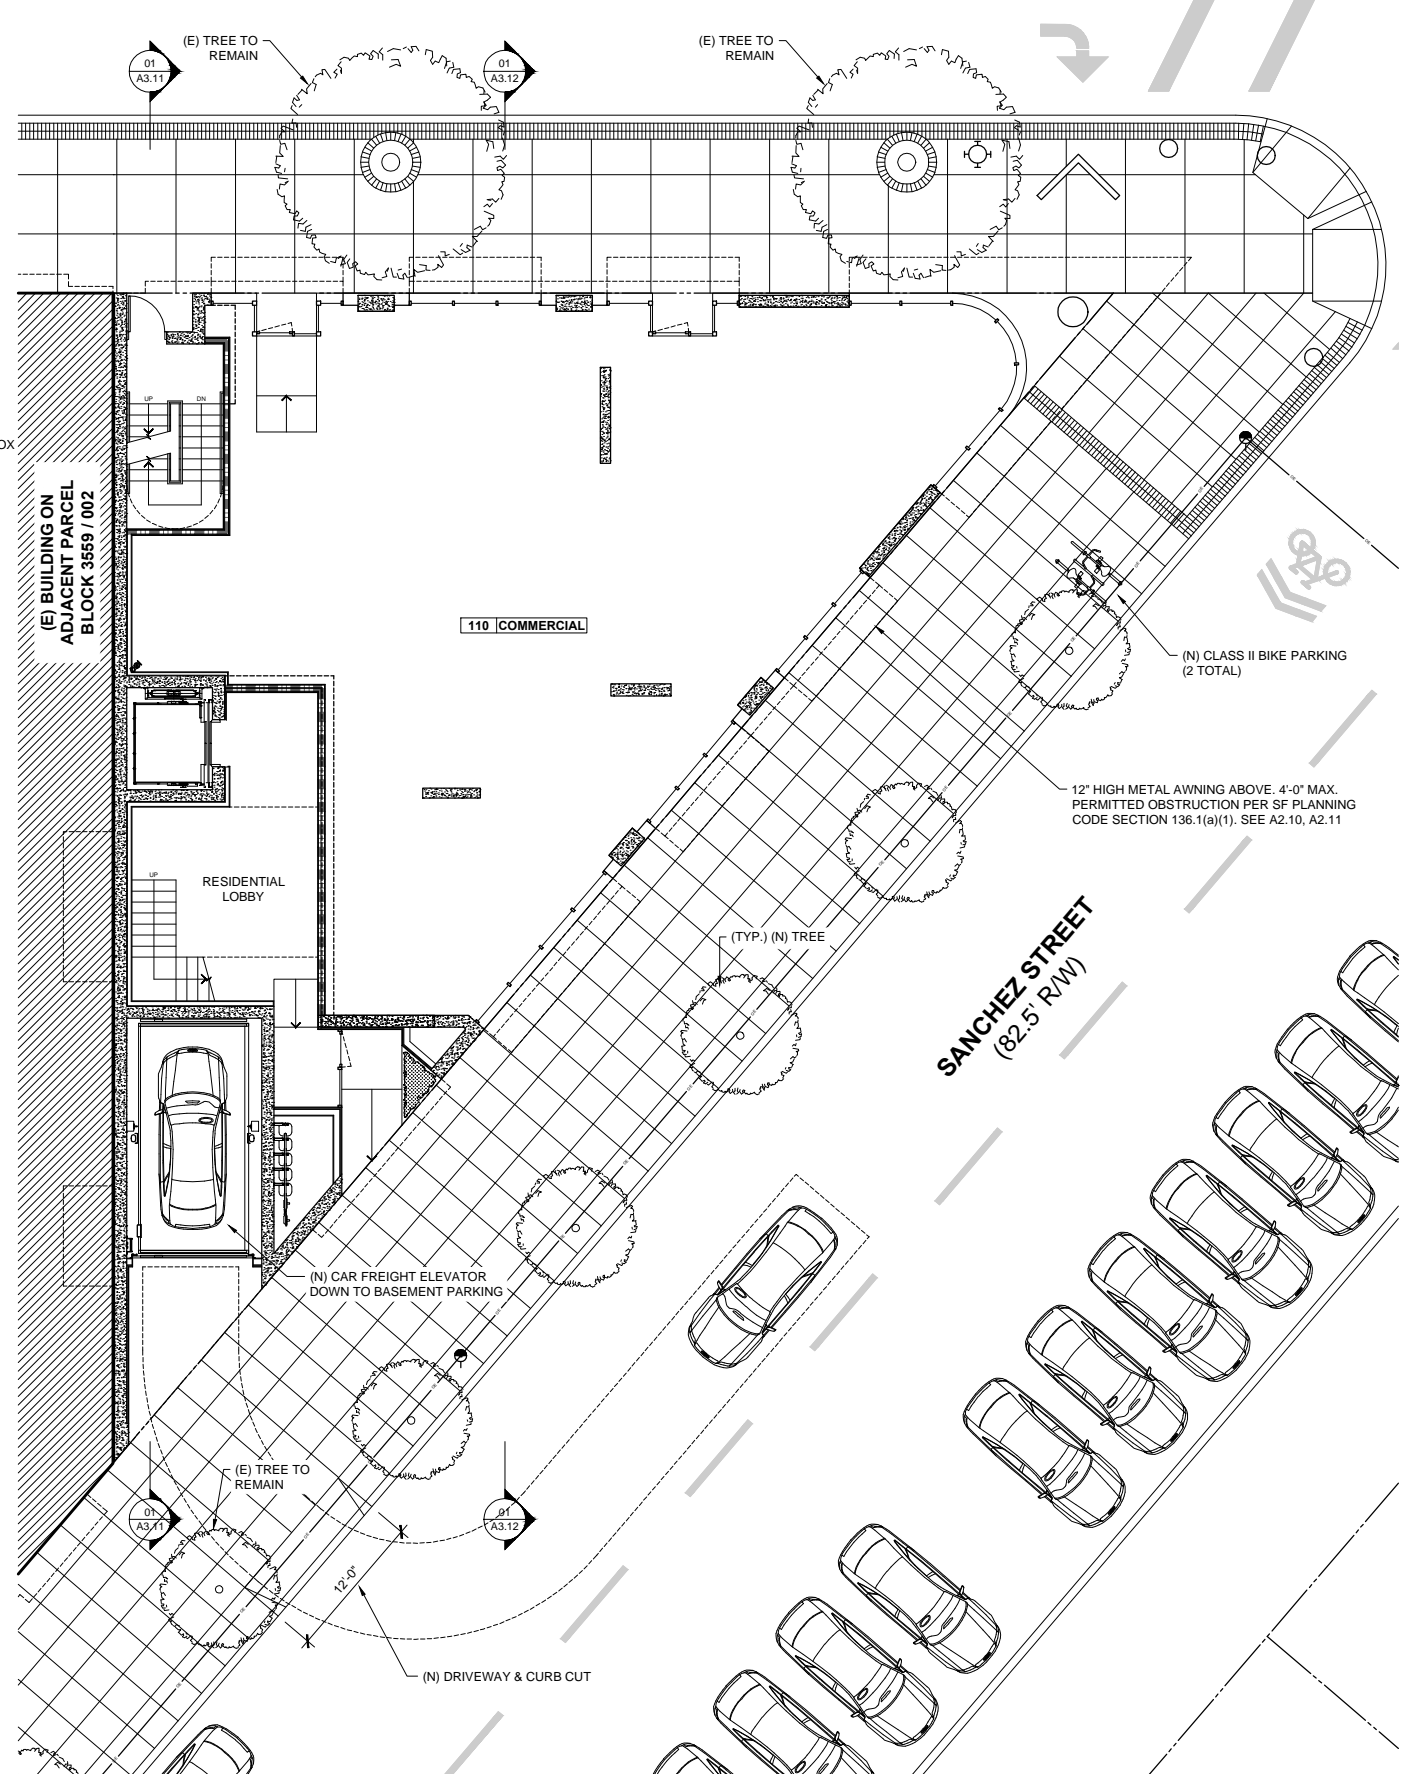 (E) TREE TO
REMAIN
(E) TREE TO
REMAIN
01
A3.11
01
A3.12
UP
DN
OX
(E) BUILDING ON
ADJACENT PARCEL
BLOCK 3559 / 002
110 COMMERCIAL
(N) CLASS II BIKE PARKING
(2 TOTAL)
12" HIGH METAL AWNING ABOVE. 4'-0" MAX.
PERMITTED OBSTRUCTION PER SF PLANNING
CODE SECTION 136.1(a)(1). SEE A2.10, A2.11
UP
RESIDENTIAL
LOBBY
(TYP.) (N) TREE
SANCHEZ STREET
(82.5' R/W)
(N) CAR FREIGHT ELEVATOR
DOWN TO BASEMENT PARKING
(E) TREE TO
REMAIN
01
A3.11
01
A3.12
12'-0"
(N) DRIVEWAY & CURB CUT